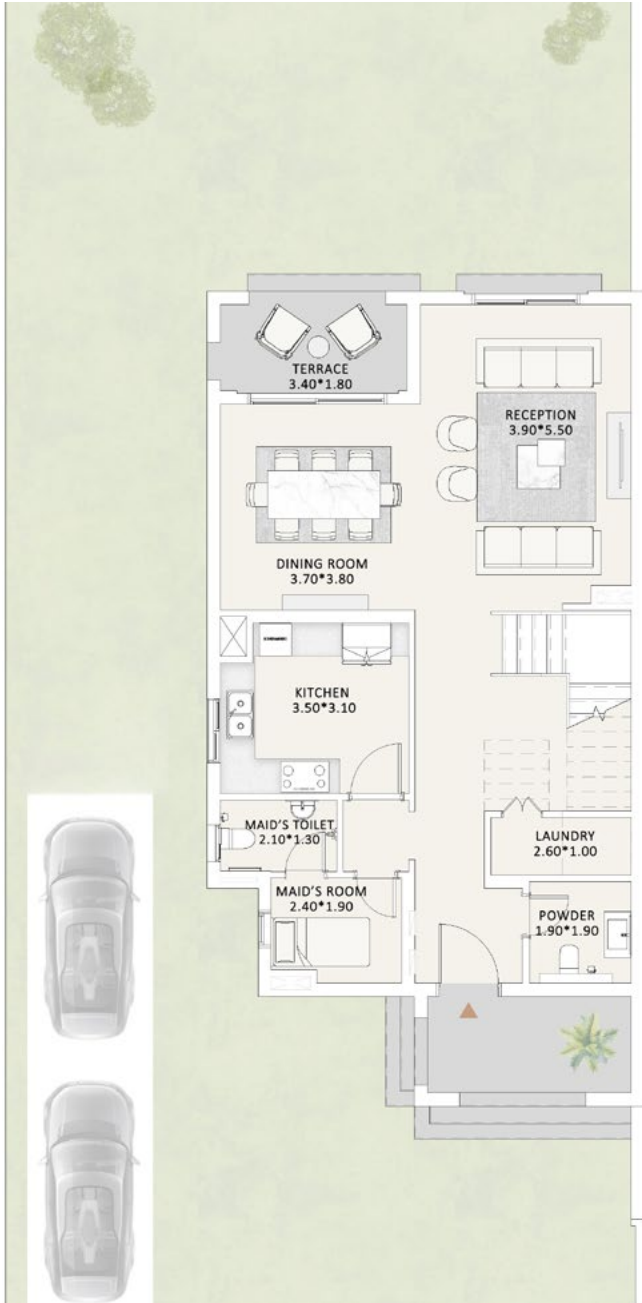 TERRACE
3.40*1.80
RECEPTION
3.90*5.50
DINING ROOM
3.70*3.80
KITCHEN
3.50*3.10
MAID'S TOILET
2.10*1.30
LAUNDRY
2.60*1.00
MAID'S ROOM
2.40*1.90
POWDER
1.90*1.90